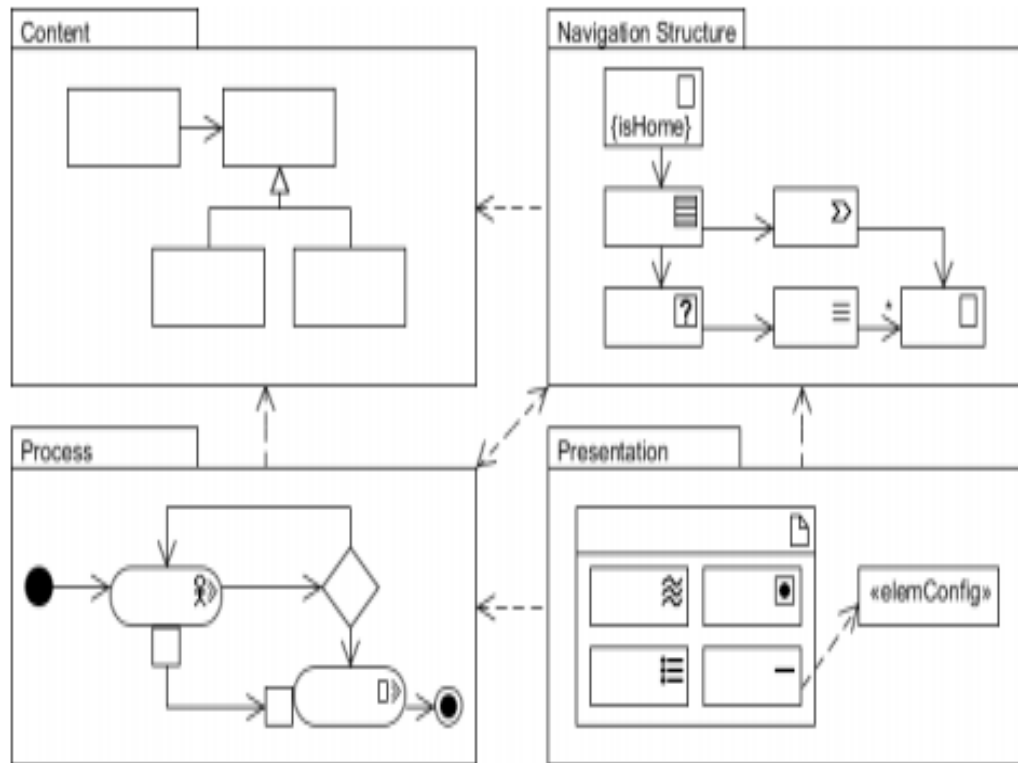 Content
Navigation Structure
{isHome}
?
*
Process
Presentation
«elemConfig»